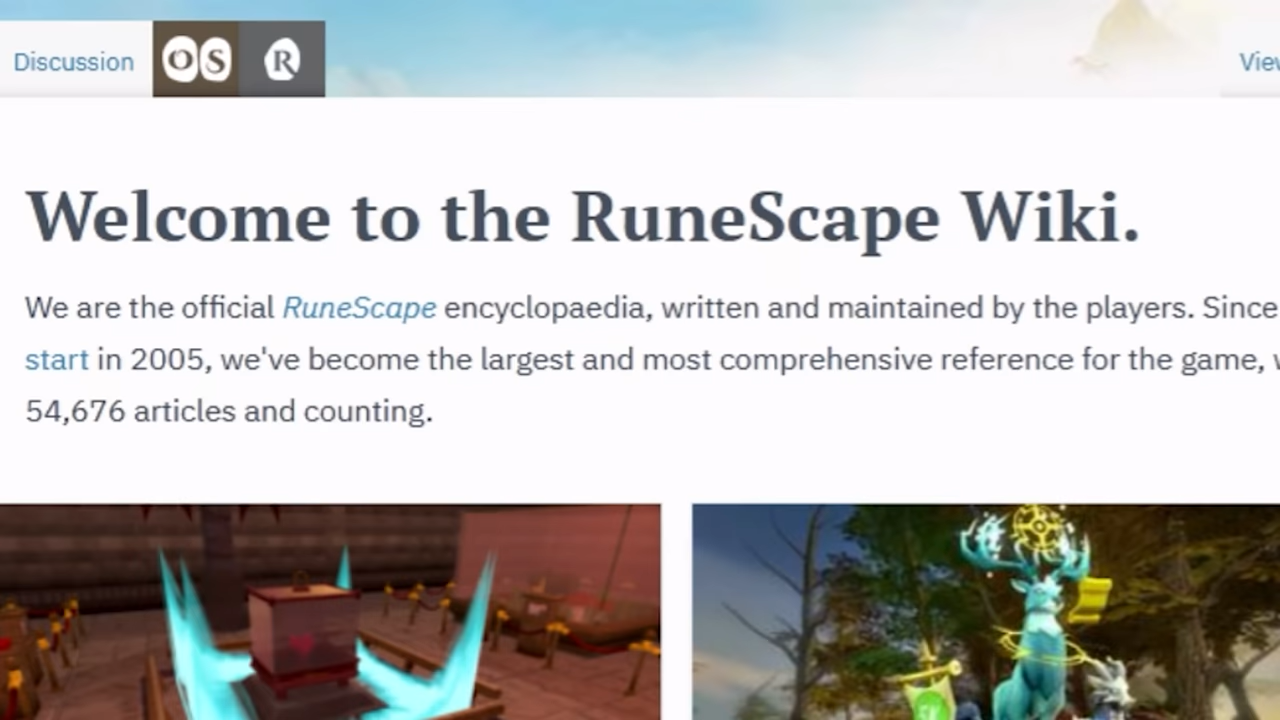 Discussion OS R View
Welcome to the RuneScape Wiki.
We are the official RuneScape encyclopaedia, written and maintained by the players. Since
start in 2005, we've become the largest and most comprehensive reference for the game,
54,676 articles and counting.